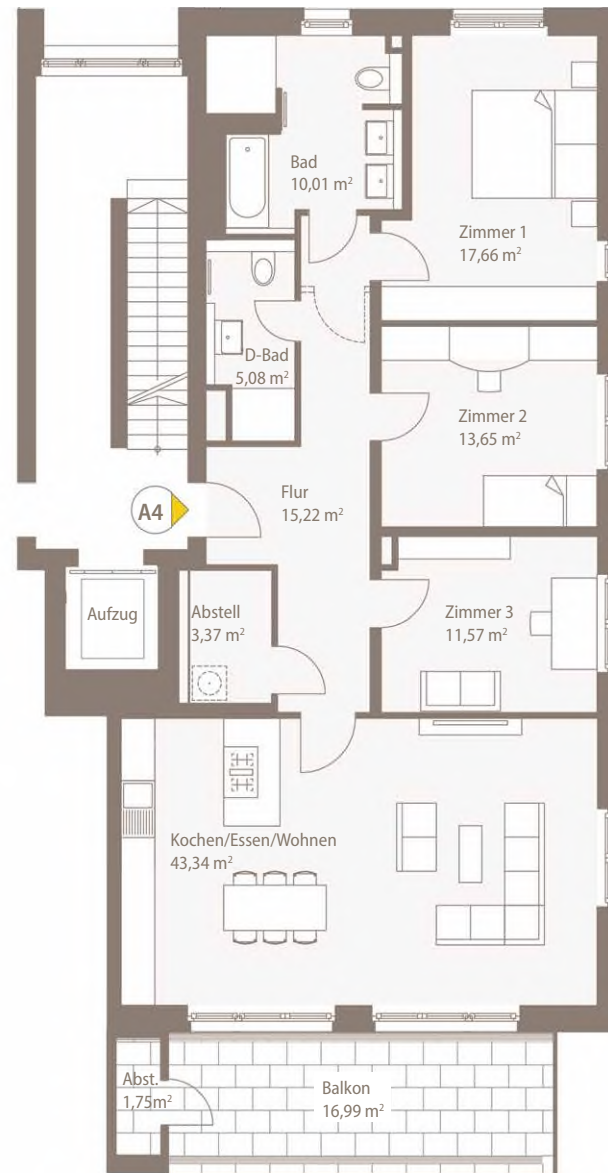 Bad
10,01 m²
Zimmer 1
17,66 m²
D-Bad
5,08 m²
Zimmer 2
13,65 m²
Flur
15,22 m²
A4
Aufzug
Abstell
3,37 m²
Zimmer 3
11,57 m²
Kochen/Essen/Wohnen
43,34 m²
Abst.
1,75m²
Balkon
16,99 m²